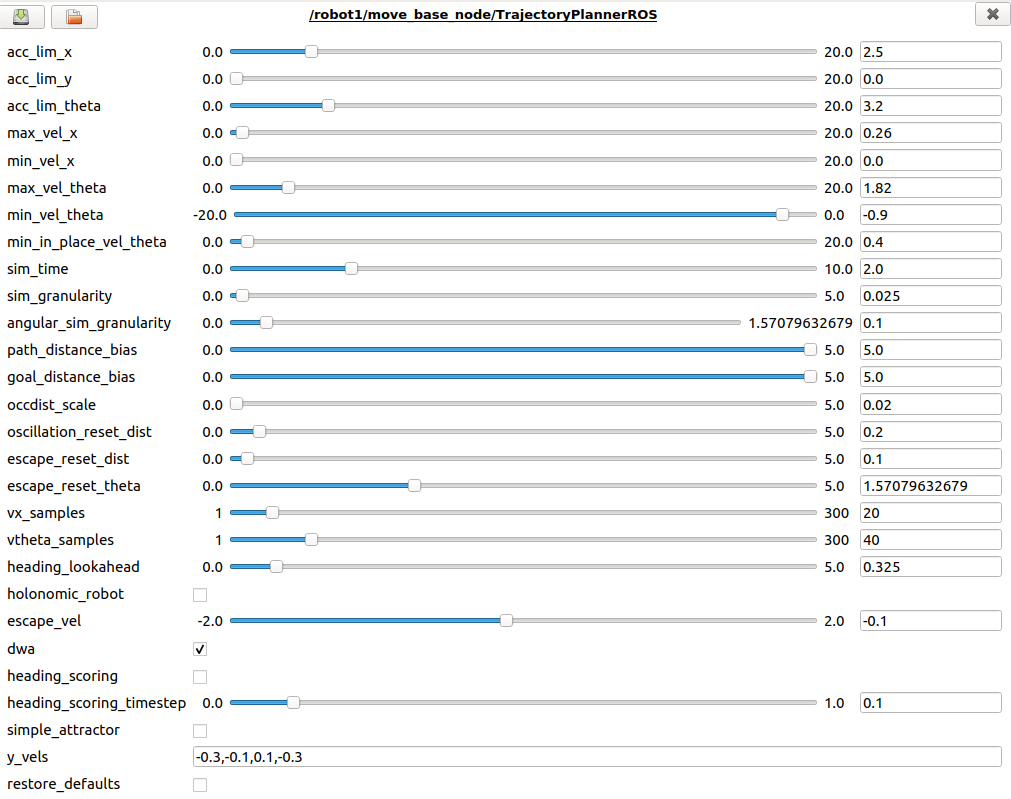 /robot1/move_base_node/TrajectoryPlannerROS
acc_lim_x 0.0 20.0 2.5
acc_lim_y 0.0 20.0 0.0
acc_lim_theta 0.0 20.0 3.2
max_vel_x 0.0 20.0 0.26
min_vel_x 0.0 20.0 0.0
max_vel_theta 0.0 20.0 1.82
min_vel_theta -20.0 0.0 -0.9
min_in_place_vel_theta 0.0 20.0 0.4
sim_time 0.0 10.0 2.0
sim_granularity 0.0 5.0 0.025
angular_sim_granularity 0.0 1.57079632679 0.1
path_distance_bias 0.0 5.0 5.0
goal_distance_bias 0.0 5.0 5.0
occdist_scale 0.0 5.0 0.02
oscillation_reset_dist 0.0 5.0 0.2
escape_reset_dist 0.0 5.0 0.1
escape_reset_theta 0.0 5.0 1.57079632679
vx_samples 1 300 20
vtheta_samples 1 300 40
heading_lookahead 0.0 5.0 0.325
holonomic_robot
escape_vel -2.0 2.0 -0.1
dwa
heading_scoring
heading_scoring_timestep 0.0 1.0 0.1
simple_attractor
y_vels -0.3,-0.1,0.1,-0.3
restore_defaults